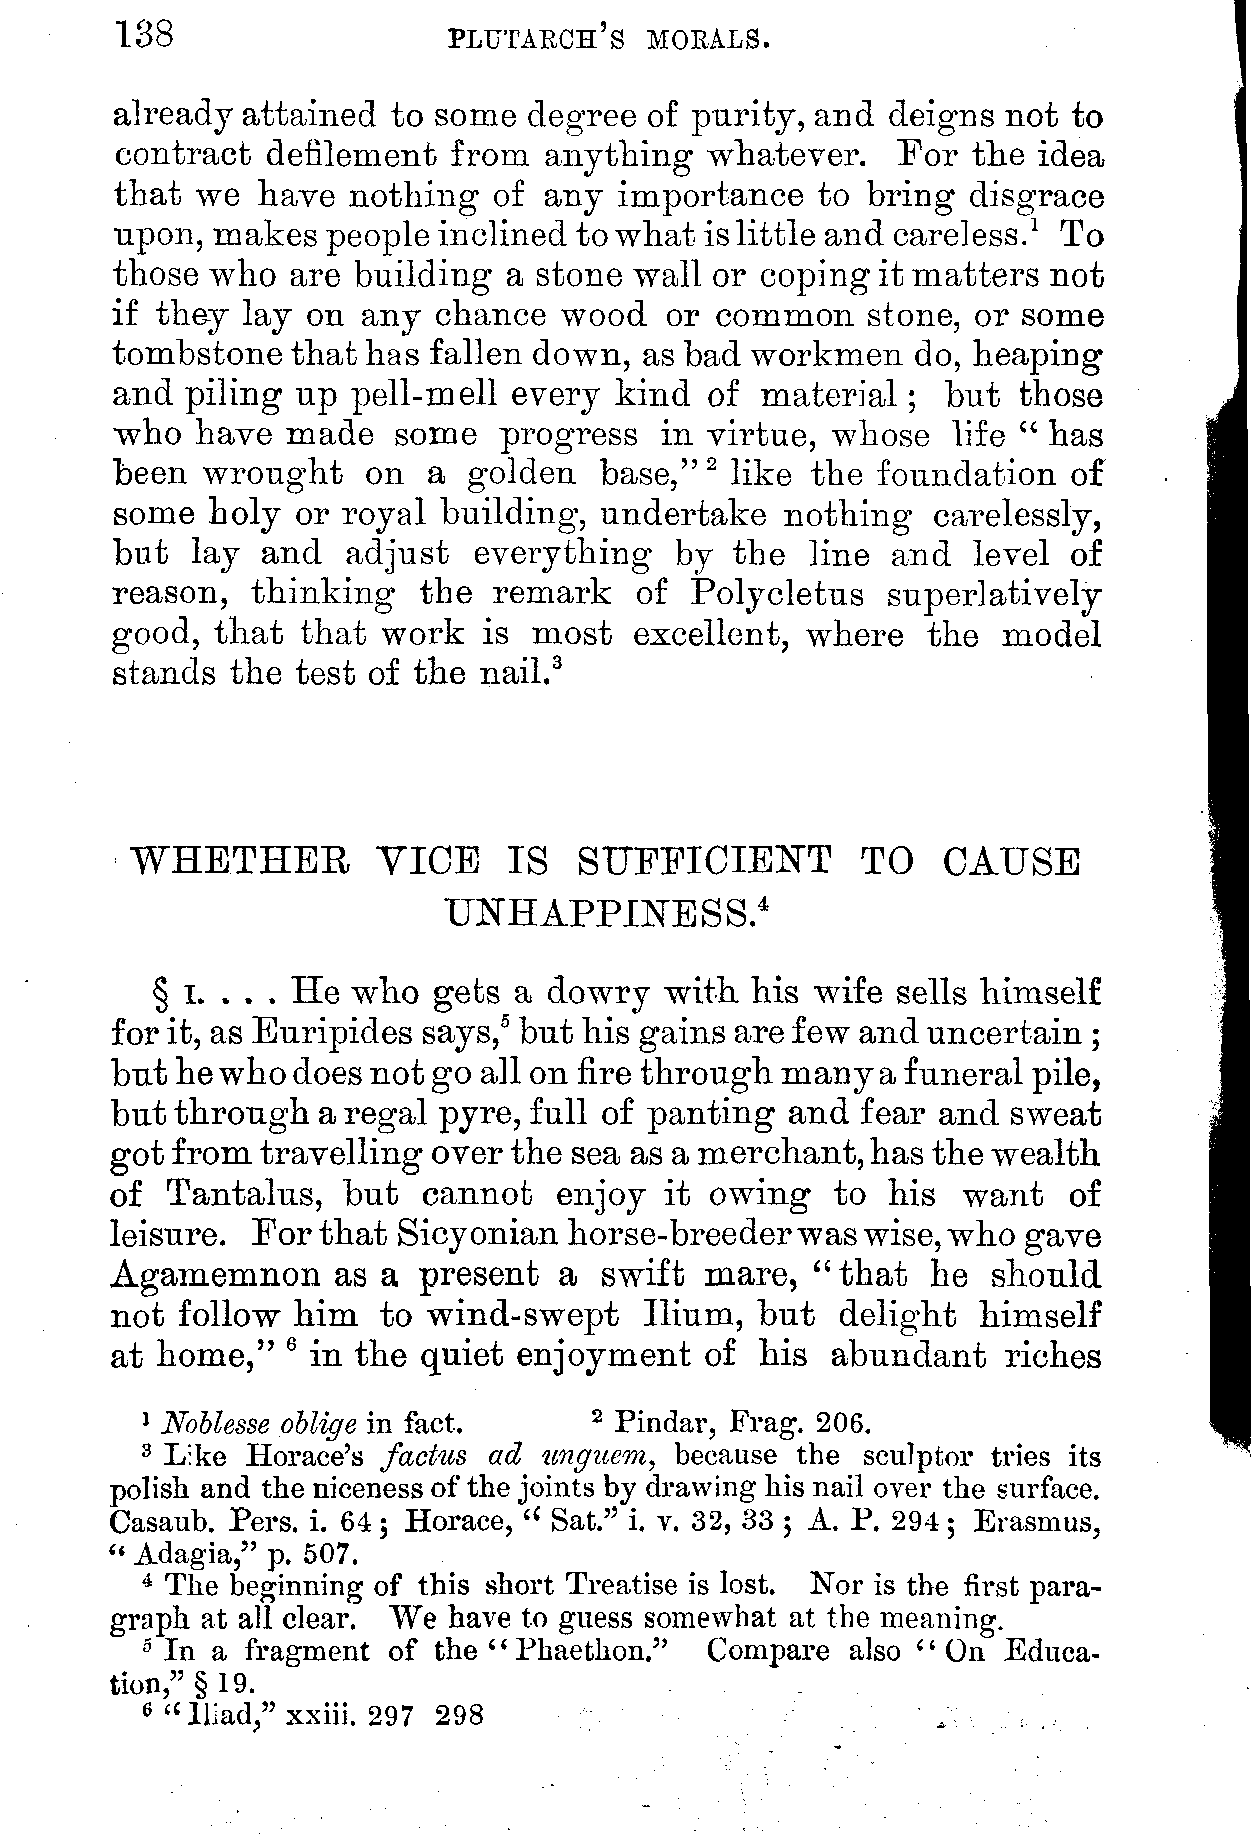 138 PLUTARCH'S MORALS.
already attained to some degree of purity, and deigns not to
contract defilement from anything whatever. For the idea
that we have nothing of any importance to bring disgrace
upon, makes people inclined to what is little and careless.¹ To
those who are building a stone wall or coping it matters not
if they lay on any chance wood or common stone, or some
tombstone that has fallen down, as bad workmen do, heaping
and piling up pell-mell every kind of material; but those
who have made some progress in virtue, whose life "has
been wrought on a golden base,"² like the foundation of
some holy or royal building, undertake nothing carelessly,
but lay and adjust everything by the line and level of
reason, thinking the remark of Polycletus superlatively
good, that that work is most excellent, where the model
stands the test of the nail.³
WHETHER VICE IS SUFFICIENT TO CAUSE
UNHAPPINESS.⁴
§ I. . . . He who gets a dowry with his wife sells himself
for it, as Euripides says,⁵ but his gains are few and uncertain;
but he who does not go all on fire through many a funeral pile,
but through a regal pyre, full of panting and fear and sweat
got from travelling over the sea as a merchant, has the wealth
of Tantalus, but cannot enjoy it owing to his want of
leisure. For that Sicyonian horse-breeder was wise, who gave
Agamemnon as a present a swift mare, "that he should
not follow him to wind-swept Ilium, but delight himself
at home,"⁶ in the quiet enjoyment of his abundant riches
¹ Noblesse oblige in fact. ² Pindar, Frag. 206.
³ Like Horace's factus ad unguem, because the sculptor tries its
polish and the niceness of the joints by drawing his nail over the surface.
Casaub. Pers. i. 64; Horace, "Sat." i. v. 32, 33; A. P. 294; Erasmus,
"Adagia," p. 507.
⁴ The beginning of this short Treatise is lost. Nor is the first para-
graph at all clear. We have to guess somewhat at the meaning.
⁵ In a fragment of the "Phaethon." Compare also "On Educa-
tion," § 19.
⁶ "Iliad," xxiii. 297 298